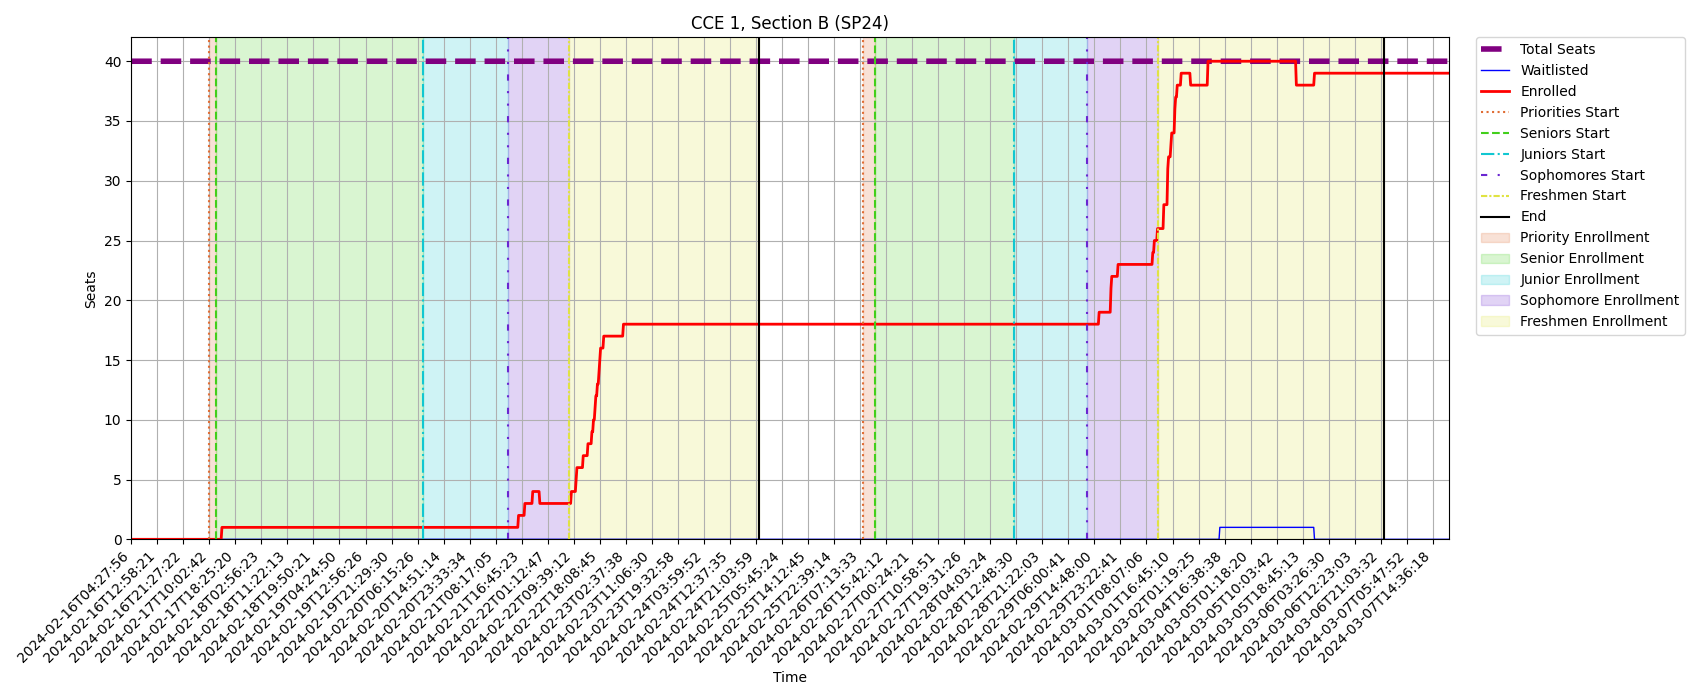 CCE 1, Section B (SP24)
Total Seats
Waitlisted
Enrolled
Priorities Start
Seniors Start
Juniors Start
Sophomores Start
Freshmen Start
End
Priority Enrollment
Senior Enrollment
Junior Enrollment
Sophomore Enrollment
Freshmen Enrollment
Seats
40
35
30
25
20
15
10
5
0
2024-02-16T04:27:56
2024-02-16T12:58:21
2024-02-16T21:27:22
2024-02-17T10:02:42
2024-02-17T18:25:20
2024-02-18T02:56:23
2024-02-18T11:22:13
2024-02-18T19:50:21
2024-02-19T04:24:50
2024-02-19T12:56:26
2024-02-19T21:29:30
2024-02-20T06:15:26
2024-02-20T14:51:14
2024-02-20T23:33:34
2024-02-21T08:17:05
2024-02-21T16:45:23
2024-02-22T01:12:47
2024-02-22T09:39:12
2024-02-22T18:08:45
2024-02-23T02:37:38
2024-02-23T11:06:30
2024-02-23T19:32:58
2024-02-24T03:59:52
2024-02-24T12:37:35
2024-02-24T21:03:59
2024-02-25T05:45:24
2024-02-25T14:12:45
2024-02-25T22:39:14
2024-02-26T07:13:33
2024-02-26T15:42:12
2024-02-27T00:24:21
2024-02-27T10:58:51
2024-02-27T19:31:26
2024-02-28T04:03:24
2024-02-28T12:48:30
2024-02-28T21:22:03
2024-02-29T06:00:41
2024-02-29T14:48:00
2024-02-29T23:22:41
2024-03-01T08:07:06
2024-03-01T16:45:10
2024-03-02T01:19:25
2024-03-04T16:38:38
2024-03-05T01:18:20
2024-03-05T10:03:42
2024-03-05T18:45:13
2024-03-06T03:26:30
2024-03-06T12:23:03
2024-03-06T21:03:32
2024-03-07T05:47:52
2024-03-07T14:36:18
Time